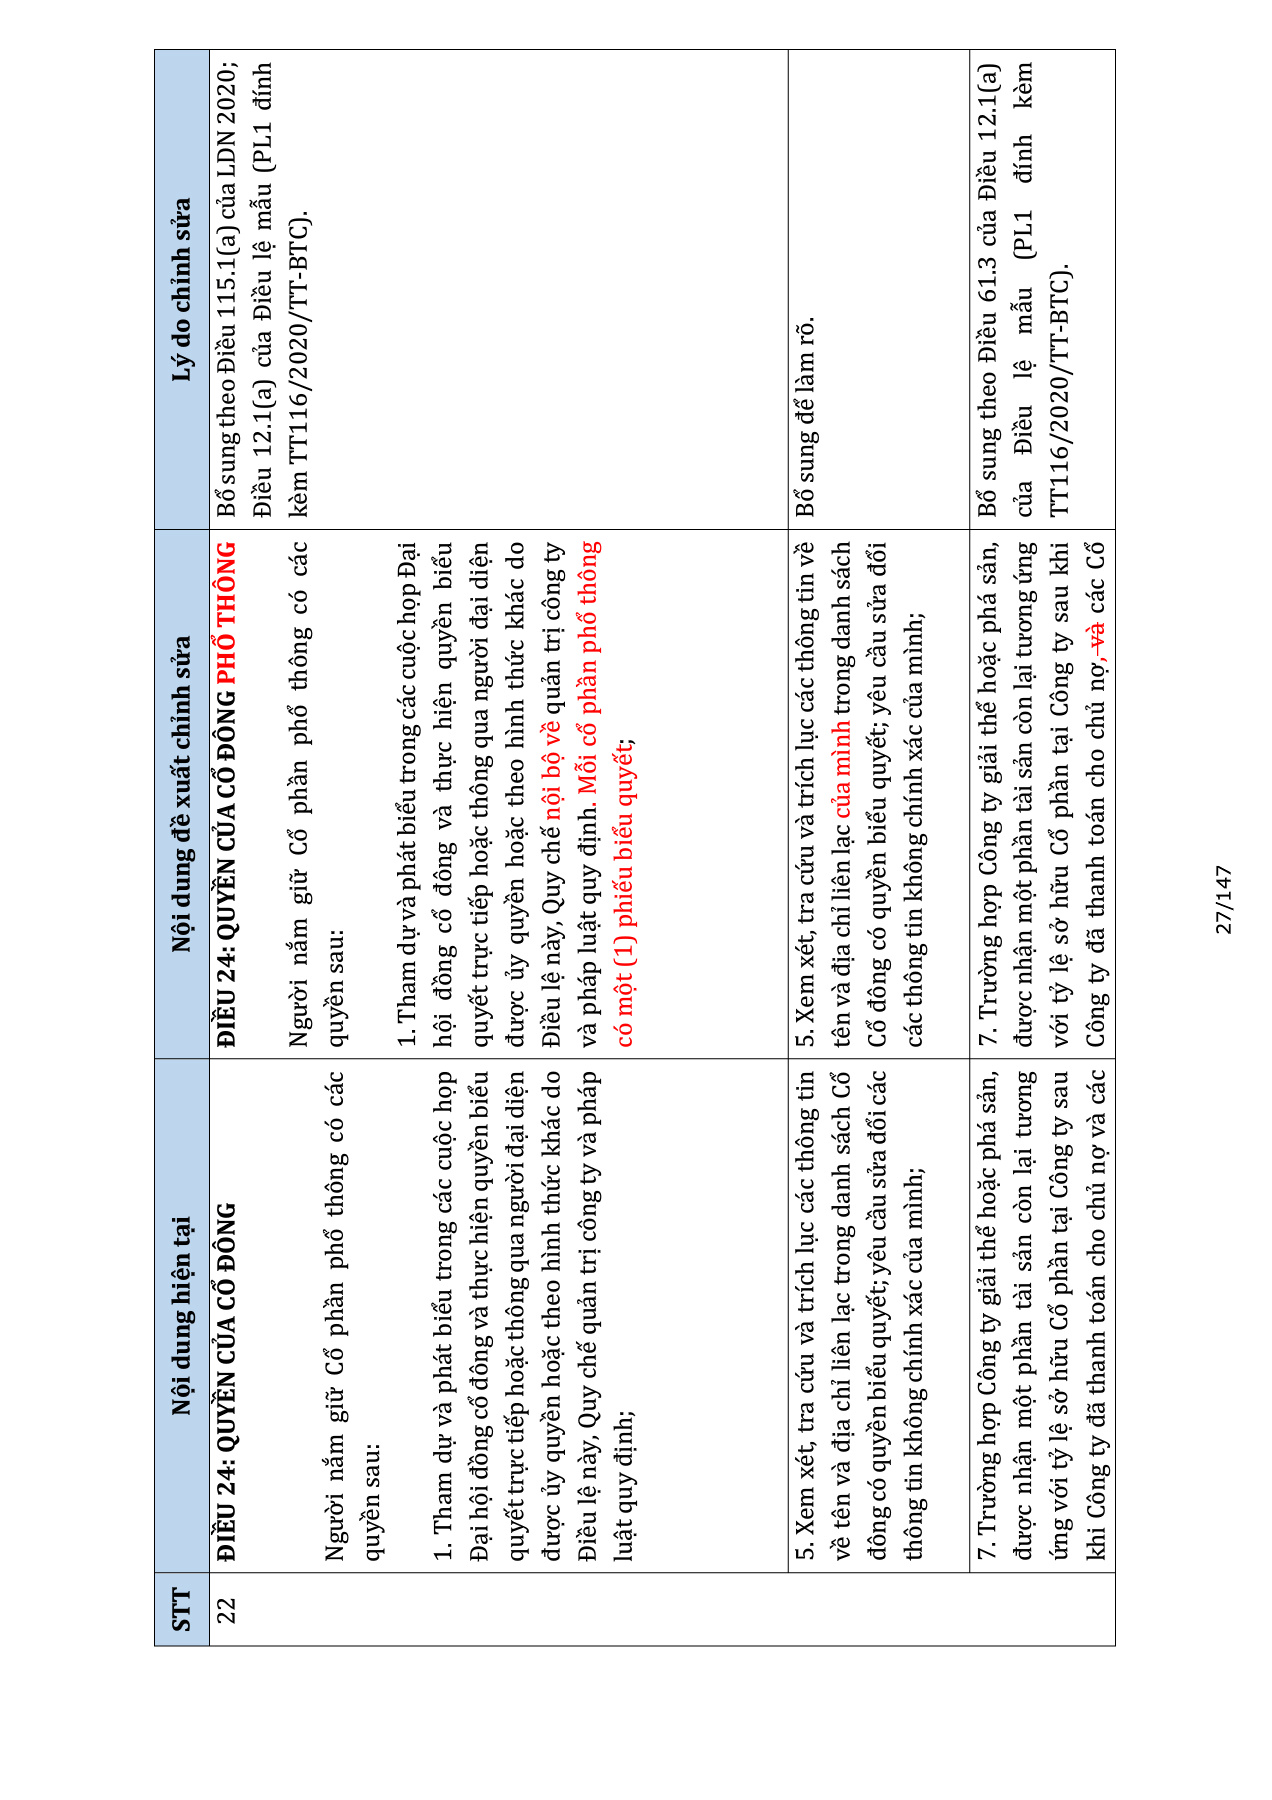 STT
Nội dung hiện tại
Nội dung đề xuất chỉnh sửa
Lý do chỉnh sửa
22
ĐIỀU 24: QUYỀN CỦA CỔ ĐÔNG
Người nắm giữ Cổ phần phổ thông có các
quyền sau:
1. Tham dự và phát biểu trong các cuộc họp
Đại hội đồng cổ đông và thực hiện quyền biểu
quyết trực tiếp hoặc thông qua người đại diện
được ủy quyền hoặc theo hình thức khác do
Điều lệ này, Quy chế quản trị công ty và pháp
luật quy định;
ĐIỀU 24: QUYỀN CỦA CỔ ĐÔNG PHỔ THÔNG
Người nắm giữ Cổ phần phổ thông có các
quyền sau:
1. Tham dự và phát biểu trong các cuộc họp Đại
hội đồng cổ đông và thực hiện quyền biểu
quyết trực tiếp hoặc thông qua người đại diện
được ủy quyền hoặc theo hình thức khác do
Điều lệ này, Quy chế nội bộ về quản trị công ty
và pháp luật quy định. Mỗi cổ phần phổ thông
có một (1) phiếu biểu quyết;
Bổ sung theo Điều 115.1(a) của LDN 2020;
Điều 12.1(a) của Điều lệ mẫu (PL1 đính
kèm TT116/2020/TT-BTC).
5. Xem xét, tra cứu và trích lục các thông tin
về tên và địa chỉ liên lạc trong danh sách Cổ
đông có quyền biểu quyết; yêu cầu sửa đổi các
thông tin không chính xác của mình;
5. Xem xét, tra cứu và trích lục các thông tin về
tên và địa chỉ liên lạc của mình trong danh sách
Cổ đông có quyền biểu quyết; yêu cầu sửa đổi
các thông tin không chính xác của mình;
Bổ sung để làm rõ.
7. Trường hợp Công ty giải thể hoặc phá sản,
được nhận một phần tài sản còn lại tương
ứng với tỷ lệ sở hữu Cổ phần tại Công ty sau
khi Công ty đã thanh toán cho chủ nợ và các
7. Trường hợp Công ty giải thể hoặc phá sản,
được nhận một phần tài sản còn lại tương ứng
với tỷ lệ sở hữu Cổ phần tại Công ty sau khi
Công ty đã thanh toán cho chủ nợ, và các Cổ
Bổ sung theo Điều 61.3 của Điều 12.1(a)
của Điều lệ mẫu (PL1 đính kèm
TT116/2020/TT-BTC).
27/147